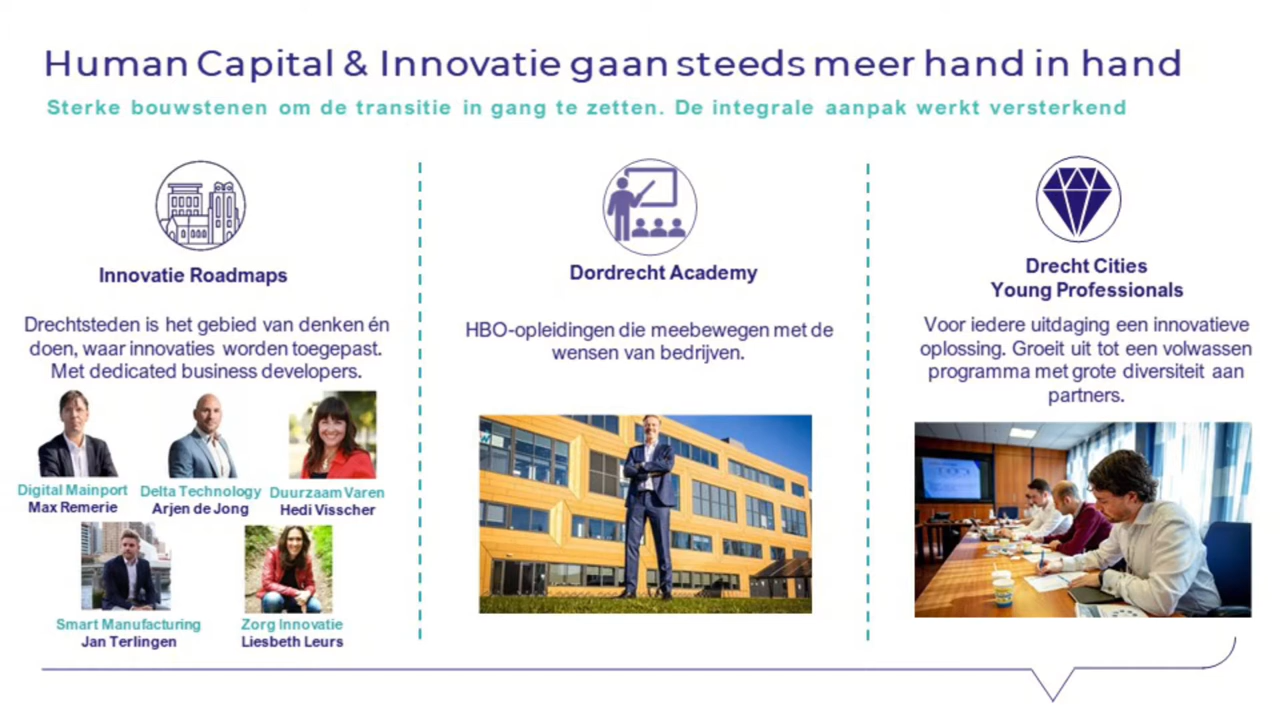 Human Capital & Innovatie gaan steeds meer hand in hand
Sterke bouwstenen om de transitie in gang te zetten. De integrale aanpak werkt versterkend
Innovatie Roadmaps
Drechtsteden is het gebied van denken én
doen, waar innovaties worden toegepast.
Met dedicated business developers.
Digital Mainport
Max Remerie
Delta Technology
Arjen de Jong
Duurzaam Varen
Hedi Visscher
Smart Manufacturing
Jan Terlingen
Zorg Innovatie
Liesbeth Leurs
Dordrecht Academy
HBO-opleidingen die meebewegen met de
wensen van bedrijven.
Drecht Cities
Young Professionals
Voor iedere uitdaging een innovatieve
oplossing. Groeit uit tot een volwassen
programma met grote diversiteit aan
partners.